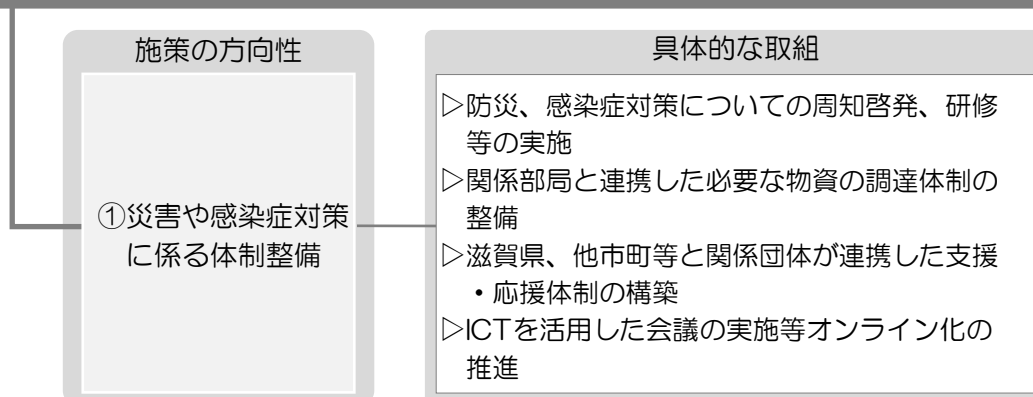 施策の方向性
①災害や感染症対策
に係る体制整備
具体的な取組
▷防災、感染症対策についての周知啓発、研修
等の実施
▷関係部局と連携した必要な物資の調達体制の
整備
▷滋賀県、他市町等と関係団体が連携した支援
・応援体制の構築
▷ICTを活用した会議の実施等オンライン化の
推進